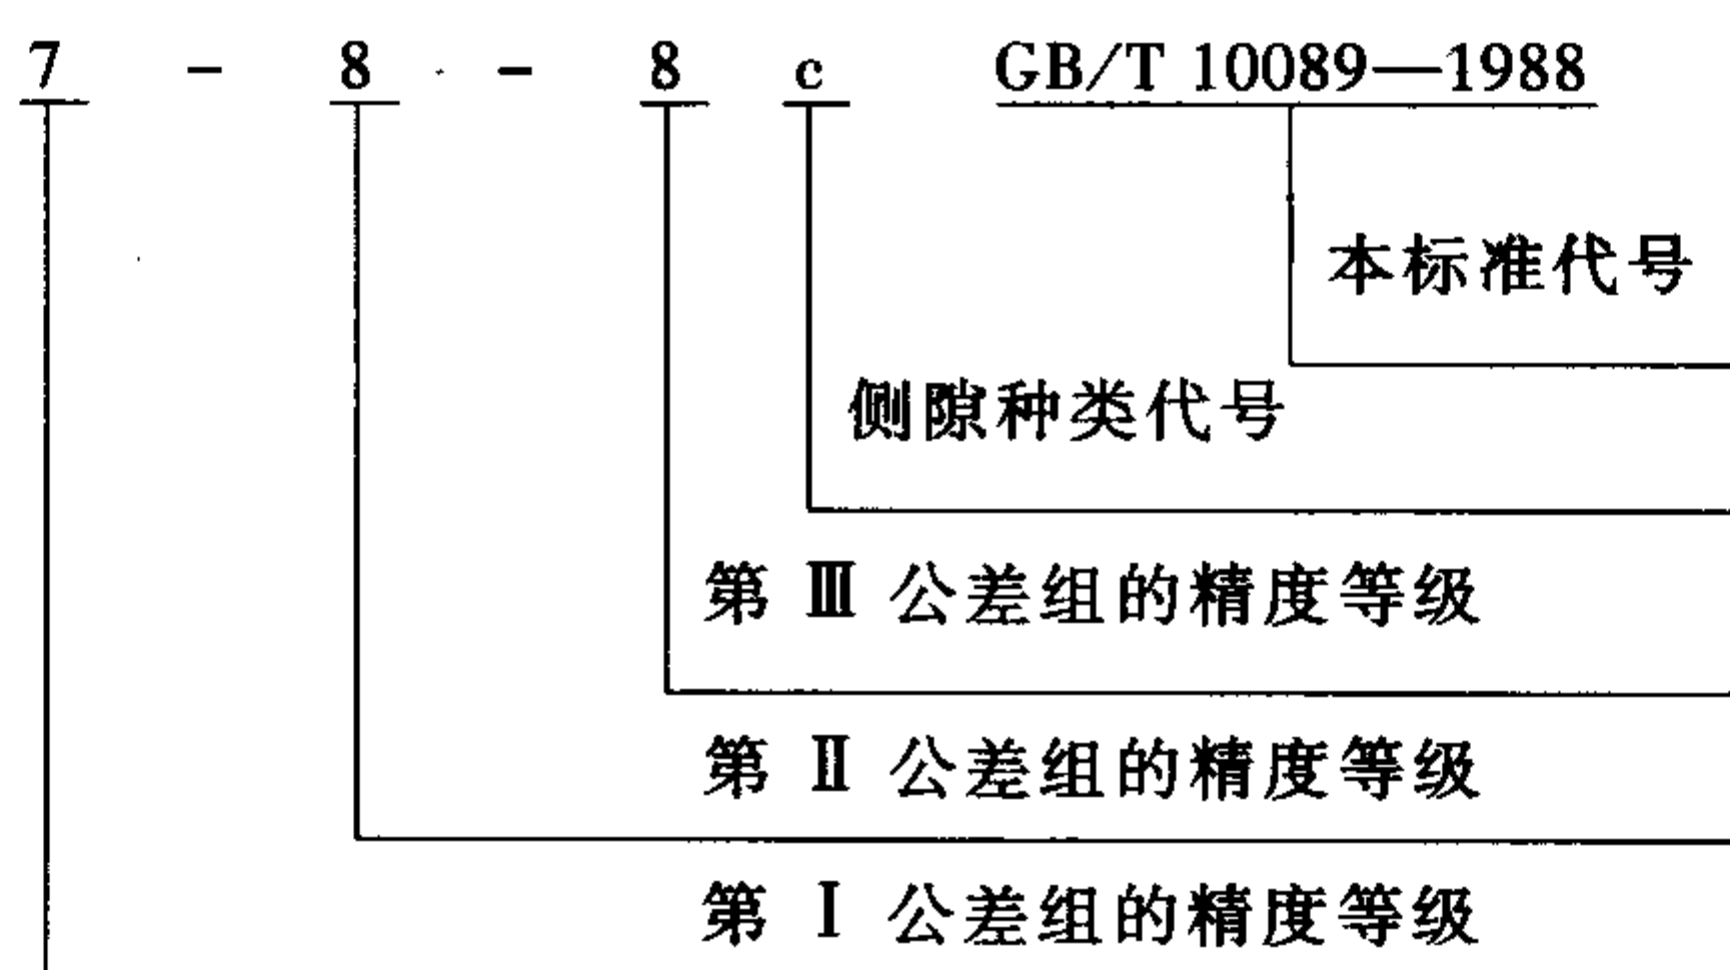 7 - 8 - 8 c GB/T 10089—1988
本标准代号
侧隙种类代号
第 Ⅲ 公差组的精度等级
第 Ⅱ 公差组的精度等级
第 Ⅰ 公差组的精度等级